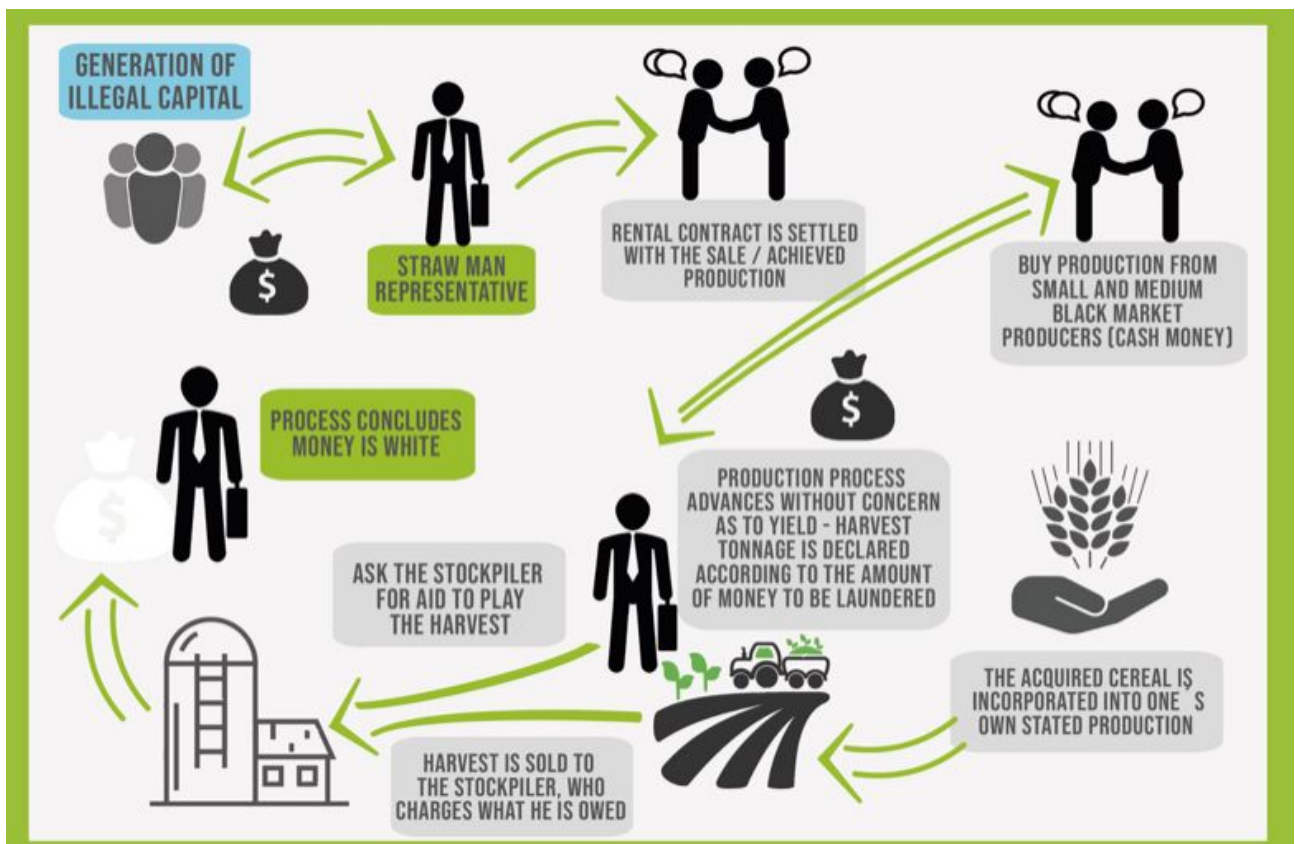 GENERATION OF
ILLEGAL CAPITAL
$
STRAW MAN
REPRESENTATIVE
RENTAL CONTRACT IS SETTLED
WITH THE SALE / ACHIEVED
PRODUCTION
BUY PRODUCTION FROM
SMALL AND MEDIUM
BLACK MARKET
PRODUCERS (CASH MONEY)
$
PRODUCTION PROCESS
ADVANCES WITHOUT CONCERN
AS TO YIELD - HARVEST
TONNAGE IS DECLARED
ACCORDING TO THE AMOUNT
OF MONEY TO BE LAUNDERED
THE ACQUIRED CEREAL IŞ
INCORPORATED INTO ONE S
OWN STATED PRODUCTION
ASK THE STOCKPILER
FOR AID TO PLAY
THE HARVEST
HARVEST IS SOLD TO
THE STOCKPILER, WHO
CHARGES WHAT HE IS OWED
PROCESS CONCLUDES
MONEY IS WHITE
$